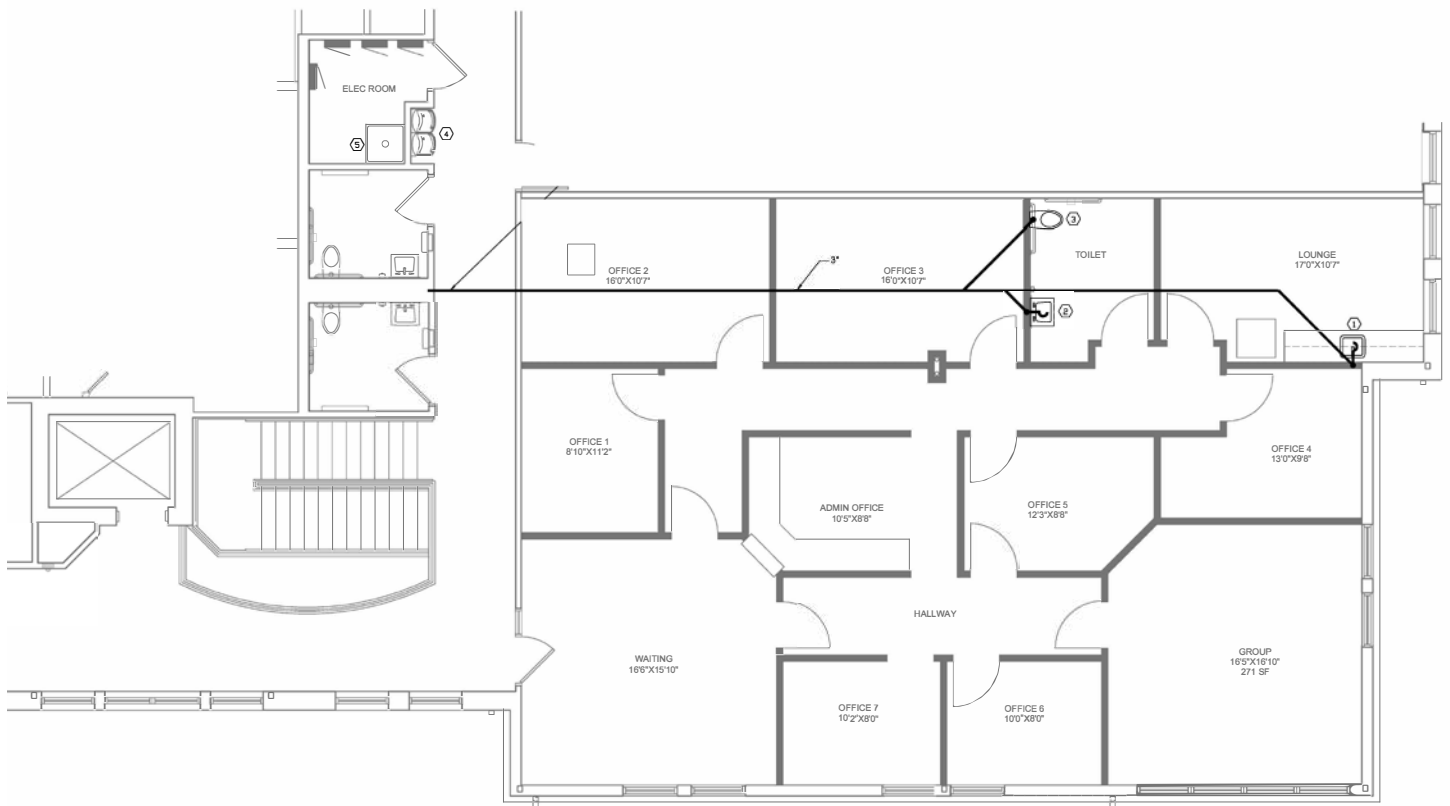 ELEC ROOM
4
5
3
TOILET
LOUNGE
17'0"X10'7"
OFFICE 2
16'0"X10'7"
3"
OFFICE 3
16'0"X10'7"
2
1
OFFICE 1
8'10"X11'2"
OFFICE 4
13'0"X9'8"
ADMIN OFFICE
10'5"X8'8"
OFFICE 5
12'3"X8'8"
HALLWAY
WAITING
16'6"X15'10"
GROUP
16'5"X16'10"
271 SF
OFFICE 7
10'2"X8'0"
OFFICE 6
10'0"X8'0"